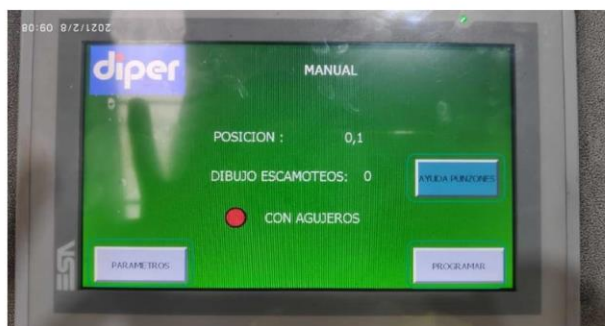 2021/2/8 09:08
diper
MANUAL
POSICION : 0,1
DIBUJO ESCAMOTEOS: 0
AYUDA PUNZONES
CON AGUJEROS
PARAMETROS
PROGRAMAR
ESA